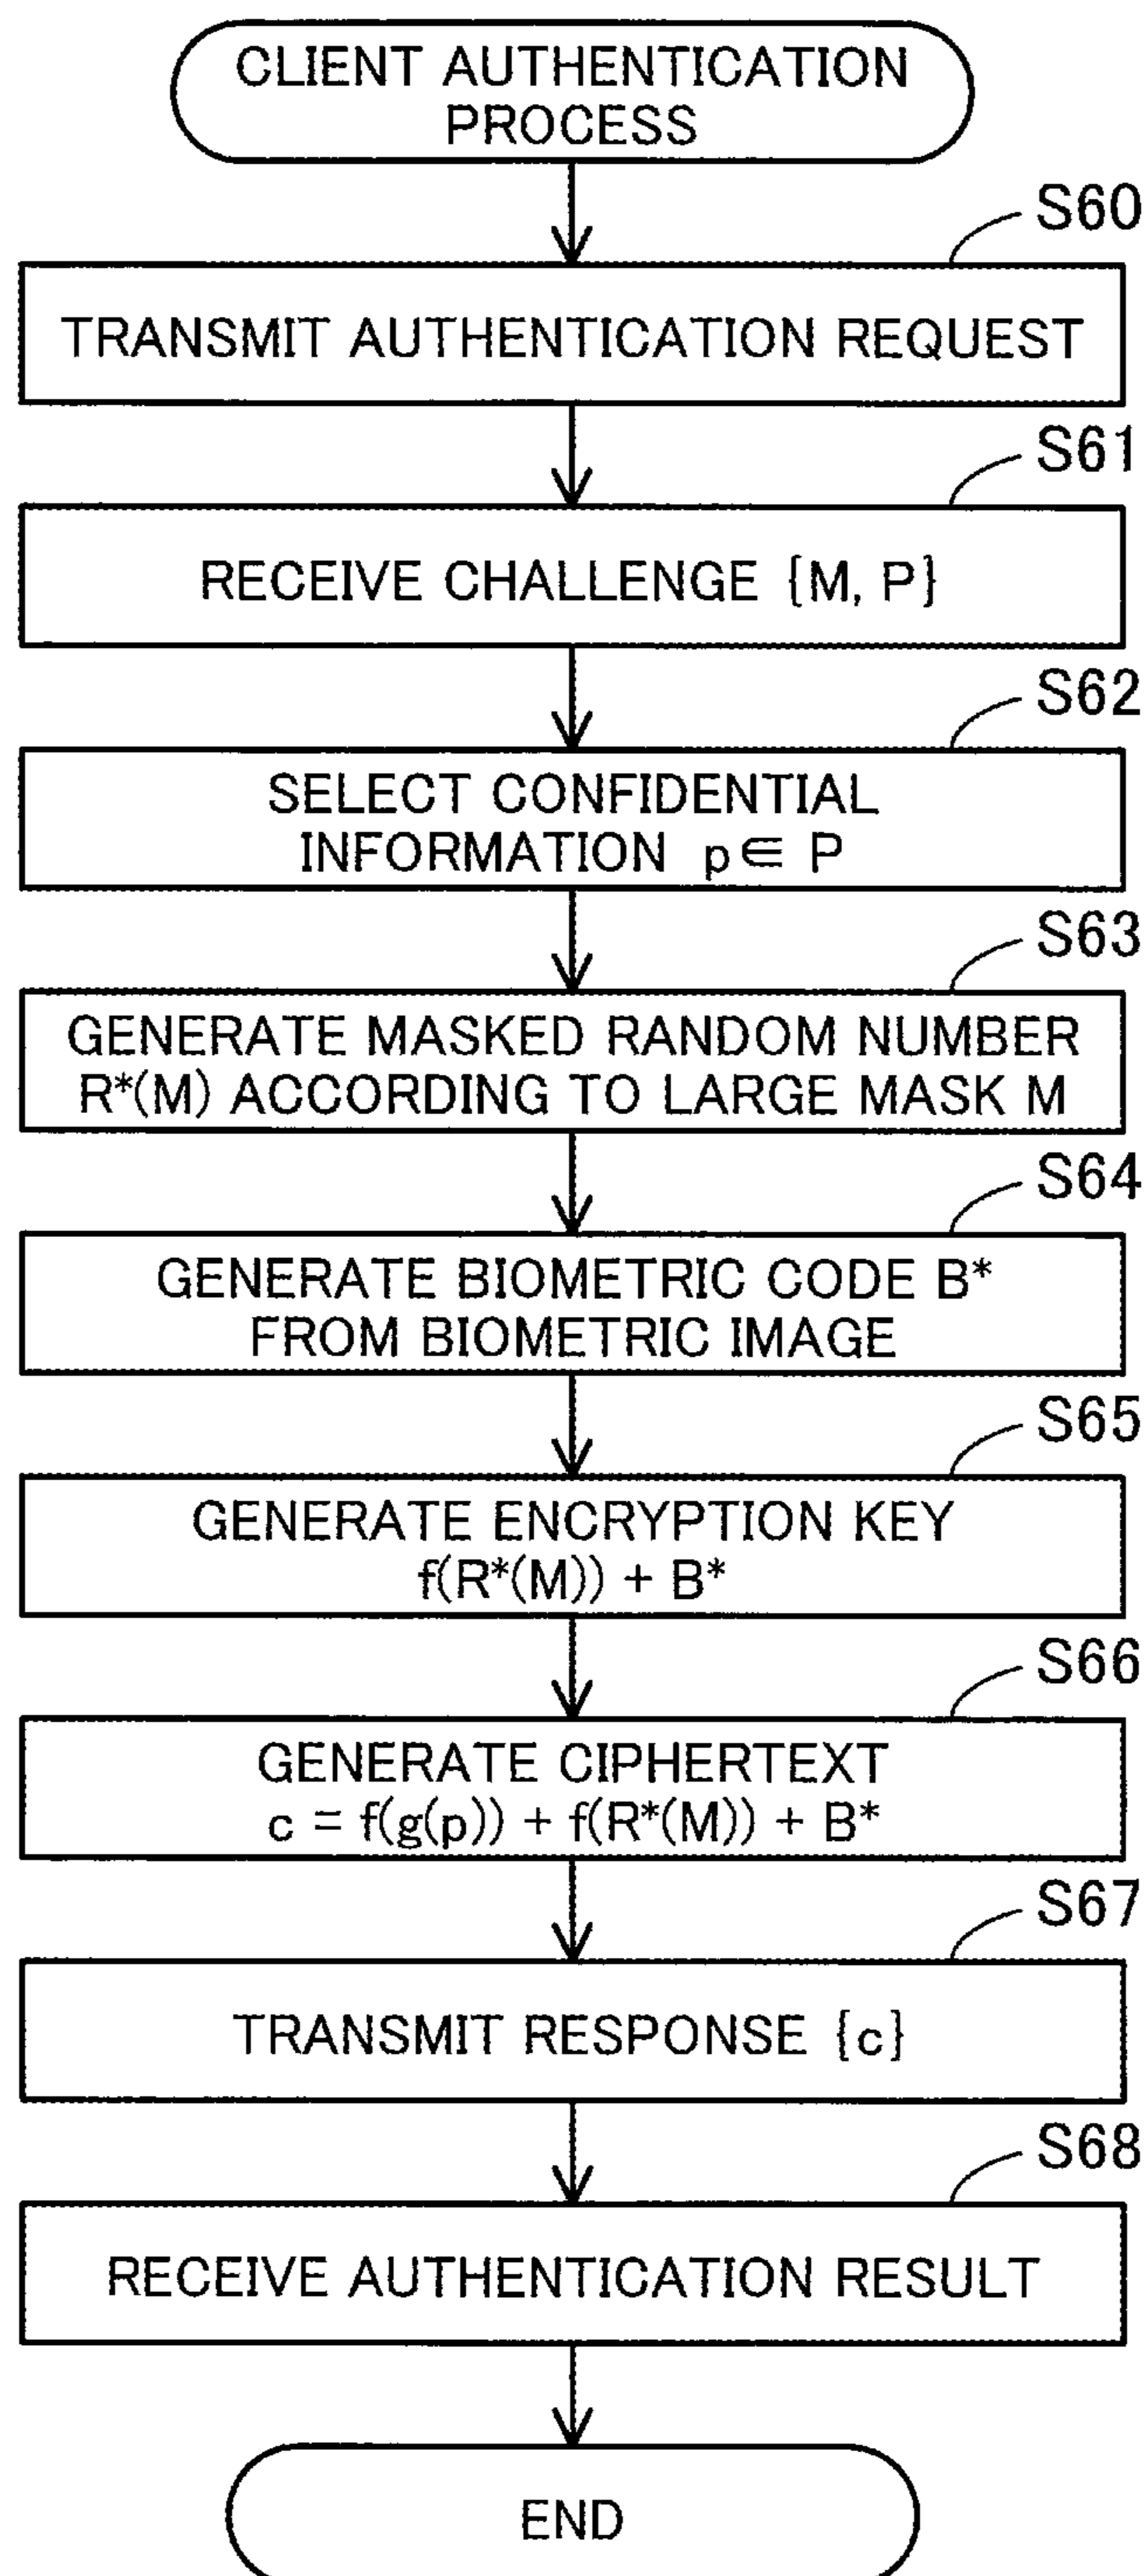 CLIENT AUTHENTICATION
PROCESS
S60
TRANSMIT AUTHENTICATION REQUEST
S61
RECEIVE CHALLENGE {M, P}
S62
SELECT CONFIDENTIAL
INFORMATION p∈ P
S63
GENERATE MASKED RANDOM NUMBER
R*(M) ACCORDING TO LARGE MASK M
S64
GENERATE BIOMETRIC CODE B*
FROM BIOMETRIC IMAGE
S65
GENERATE ENCRYPTION KEY
f(R*(M)) + B*
S66
GENERATE CIPHERTEXT
c = f(g(p)) + f(R*(M)) + B*
S67
TRANSMIT RESPONSE {c}
S68
RECEIVE AUTHENTICATION RESULT
END